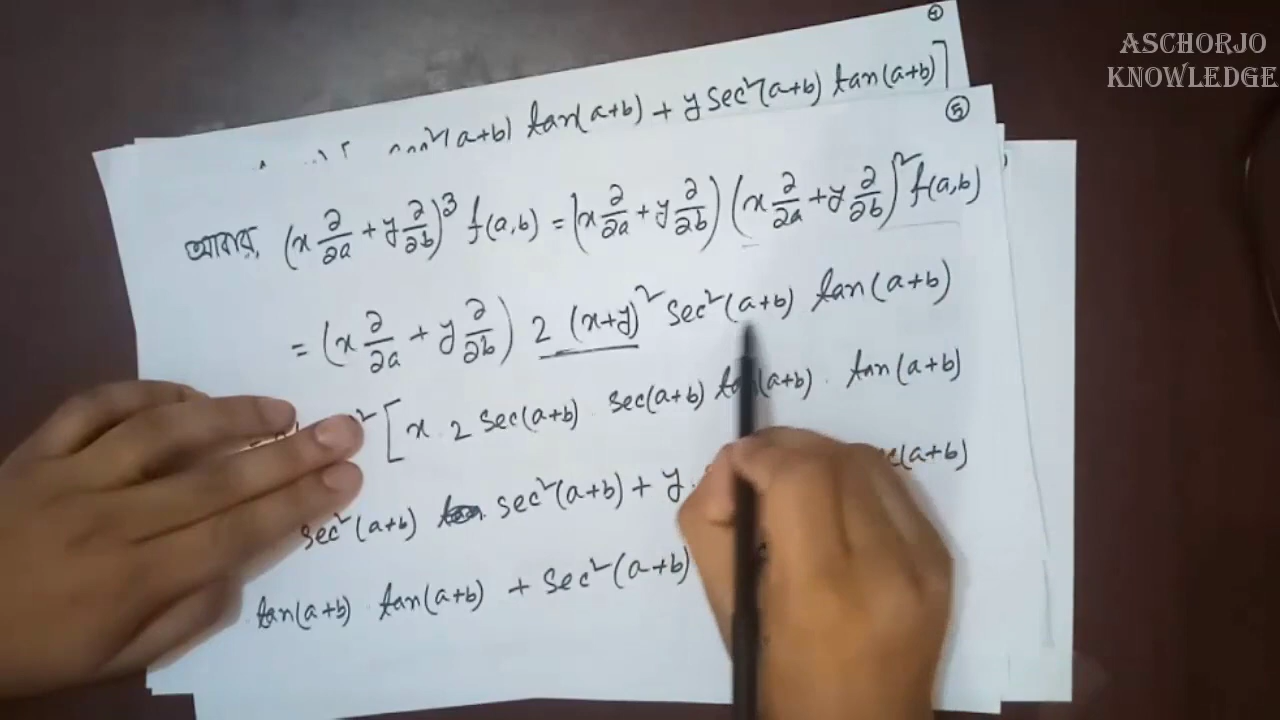 ASCHORJO
KNOWLEDGE
④
tan(a+b) + y sec²(a+b) tan(a+b)]
⑤
আবার, (x ∂/∂a + y ∂/∂b)³ f(a,b) = (x ∂/∂a + y ∂/∂b) (x ∂/∂a + y ∂/∂b)² f(a,b)
= (x ∂/∂a + y ∂/∂b) 2 (x+y)² sec²(a+b) tan(a+b)
[x · 2 sec(a+b) · sec(a+b) tan(a+b) · tan(a+b)
sec²(a+b) sec²(a+b) + y · (a+b)
tan(a+b) tan(a+b) + sec²(a+b)